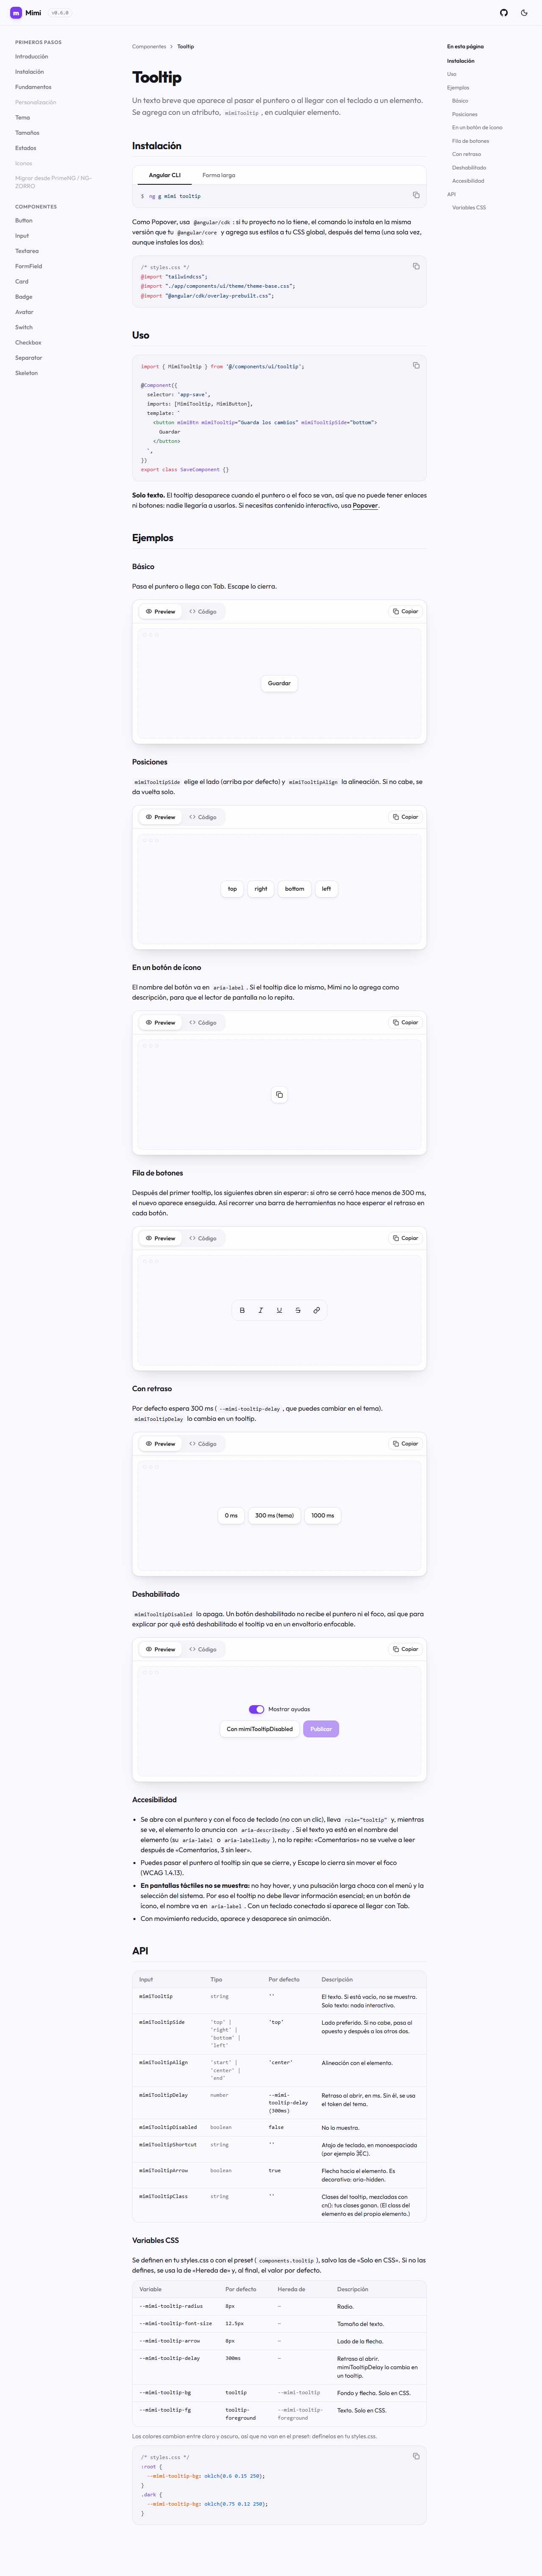 m Mimi v0.6.0
PRIMEROS PASOS
Introducción
Instalación
Fundamentos
Personalización
Tema
Tamaños
Estados
Iconos
Migrar desde PrimeNG / NG-
ZORRO
COMPONENTES
Button
Input
Textarea
FormField
Card
Badge
Avatar
Switch
Checkbox
Separator
Skeleton
Componentes > Tooltip
Tooltip
Un texto breve que aparece al pasar el puntero o al llegar con el teclado a un elemento.
Se agrega con un atributo, mimiTooltip, en cualquier elemento.
Instalación
Angular CLI Forma larga
$ ng g mimi tooltip
Como Popover, usa @angular/cdk: si tu proyecto no lo tiene, el comando lo instala en la misma
versión que tu @angular/core y agrega sus estilos a tu CSS global, después del tema (una sola vez,
aunque instales los dos):
/* styles.css */
@import "tailwindcss";
@import "./app/components/ui/theme/theme-base.css";
@import "@angular/cdk/overlay-prebuilt.css";
Uso
import { MimiTooltip } from '@/components/ui/tooltip';
@Component({
selector: 'app-save',
imports: [MimiTooltip, MimiButton],
template: `
<button mimiBtn mimiTooltip="Guarda los cambios" mimiTooltipSide="bottom">
Guardar
</button>
`,
})
export class SaveComponent {}
Solo texto. El tooltip desaparece cuando el puntero o el foco se van, así que no puede tener enlaces
ni botones: nadie llegaría a usarlos. Si necesitas contenido interactivo, usa Popover.
Ejemplos
Básico
Pasa el puntero o llega con Tab. Escape lo cierra.
Preview Código Copiar
Guardar
Posiciones
mimiTooltipSide elige el lado (arriba por defecto) y mimiTooltipAlign la alineación. Si no cabe, se
da vuelta solo.
Preview Código Copiar
top right bottom left
En un botón de ícono
El nombre del botón va en aria-label. Si el tooltip dice lo mismo, Mimi no lo agrega como
descripción, para que el lector de pantalla no lo repita.
Preview Código Copiar
Fila de botones
Después del primer tooltip, los siguientes abren sin esperar: si otro se cerró hace menos de 300 ms,
el nuevo aparece enseguida. Así recorrer una barra de herramientas no hace esperar el retraso en
cada botón.
Preview Código Copiar
Con retraso
Por defecto espera 300 ms (--mimi-tooltip-delay, que puedes cambiar en el tema).
mimiTooltipDelay lo cambia en un tooltip.
Preview Código Copiar
0 ms 300 ms (tema) 1000 ms
Deshabilitado
mimiTooltipDisabled lo apaga. Un botón deshabilitado no recibe el puntero ni el foco, así que para
explicar por qué está deshabilitado el tooltip va en un envoltorio enfocable.
Preview Código Copiar
Mostrar ayudas
Con mimiTooltipDisabled Publicar
Accesibilidad
• Se abre con el puntero y con el foco de teclado (no con un clic), lleva role="tooltip" y, mientras
se ve, el elemento lo anuncia con aria-describedby. Si el texto ya está en el nombre del
elemento (su aria-label o aria-labelledby), no lo repite: «Comentarios» no se vuelve a leer
después de «Comentarios, 3 sin leer».
• Puedes pasar el puntero al tooltip sin que se cierre, y Escape lo cierra sin mover el foco
(WCAG 1.4.13).
• En pantallas táctiles no se muestra: no hay hover, y una pulsación larga choca con el menú y la
selección del sistema. Por eso el tooltip no debe llevar información esencial; en un botón de
ícono, el nombre va en aria-label. Con un teclado conectado sí aparece al llegar con Tab.
• Con movimiento reducido, aparece y desaparece sin animación.
API
Input Tipo Por defecto Descripción
mimiTooltip string '' El texto. Si está vacío, no se muestra.
Solo texto: nada interactivo.
mimiTooltipSide 'top' | 'right' | 'bottom' | 'left' 'top' Lado preferido. Si no cabe, pasa al
opuesto y después a los otros dos.
mimiTooltipAlign 'start' | 'center' | 'end' 'center' Alineación con el elemento.
mimiTooltipDelay number --mimi-tooltip-delay (300ms) Retraso al abrir, en ms. Sin él, se usa
el token del tema.
mimiTooltipDisabled boolean false No lo muestra.
mimiTooltipShortcut string '' Atajo de teclado, en monoespaciada
(por ejemplo ⌘C).
mimiTooltipArrow boolean true Flecha hacia el elemento. Es
decorativa: aria-hidden.
mimiTooltipClass string '' Clases del tooltip, mezcladas con
cn(): tus clases ganan. (El class del
elemento es del propio elemento.)
Variables CSS
Se definen en tu styles.css o con el preset (components.tooltip), salvo las de «Solo en CSS». Si no las
defines, se usa la de «Hereda de» y, al final, el valor por defecto.
Variable Por defecto Hereda de Descripción
--mimi-tooltip-radius 8px — Radio.
--mimi-tooltip-font-size 12.5px — Tamaño del texto.
--mimi-tooltip-arrow 8px — Lado de la flecha.
--mimi-tooltip-delay 300ms — Retraso al abrir.
mimiTooltipDelay lo cambia en
un tooltip.
--mimi-tooltip-bg tooltip --mimi-tooltip Fondo y flecha. Solo en CSS.
--mimi-tooltip-fg tooltip-foreground --mimi-tooltip-foreground Texto. Solo en CSS.
Los colores cambian entre claro y oscuro, así que no van en el preset: defínelos en tu styles.css.
/* styles.css */
:root {
--mimi-tooltip-bg: oklch(0.6 0.15 250);
}
.dark {
--mimi-tooltip-bg: oklch(0.75 0.12 250);
}
En esta página
Instalación
Uso
Ejemplos
Básico
Posiciones
En un botón de ícono
Fila de botones
Con retraso
Deshabilitado
Accesibilidad
API
Variables CSS